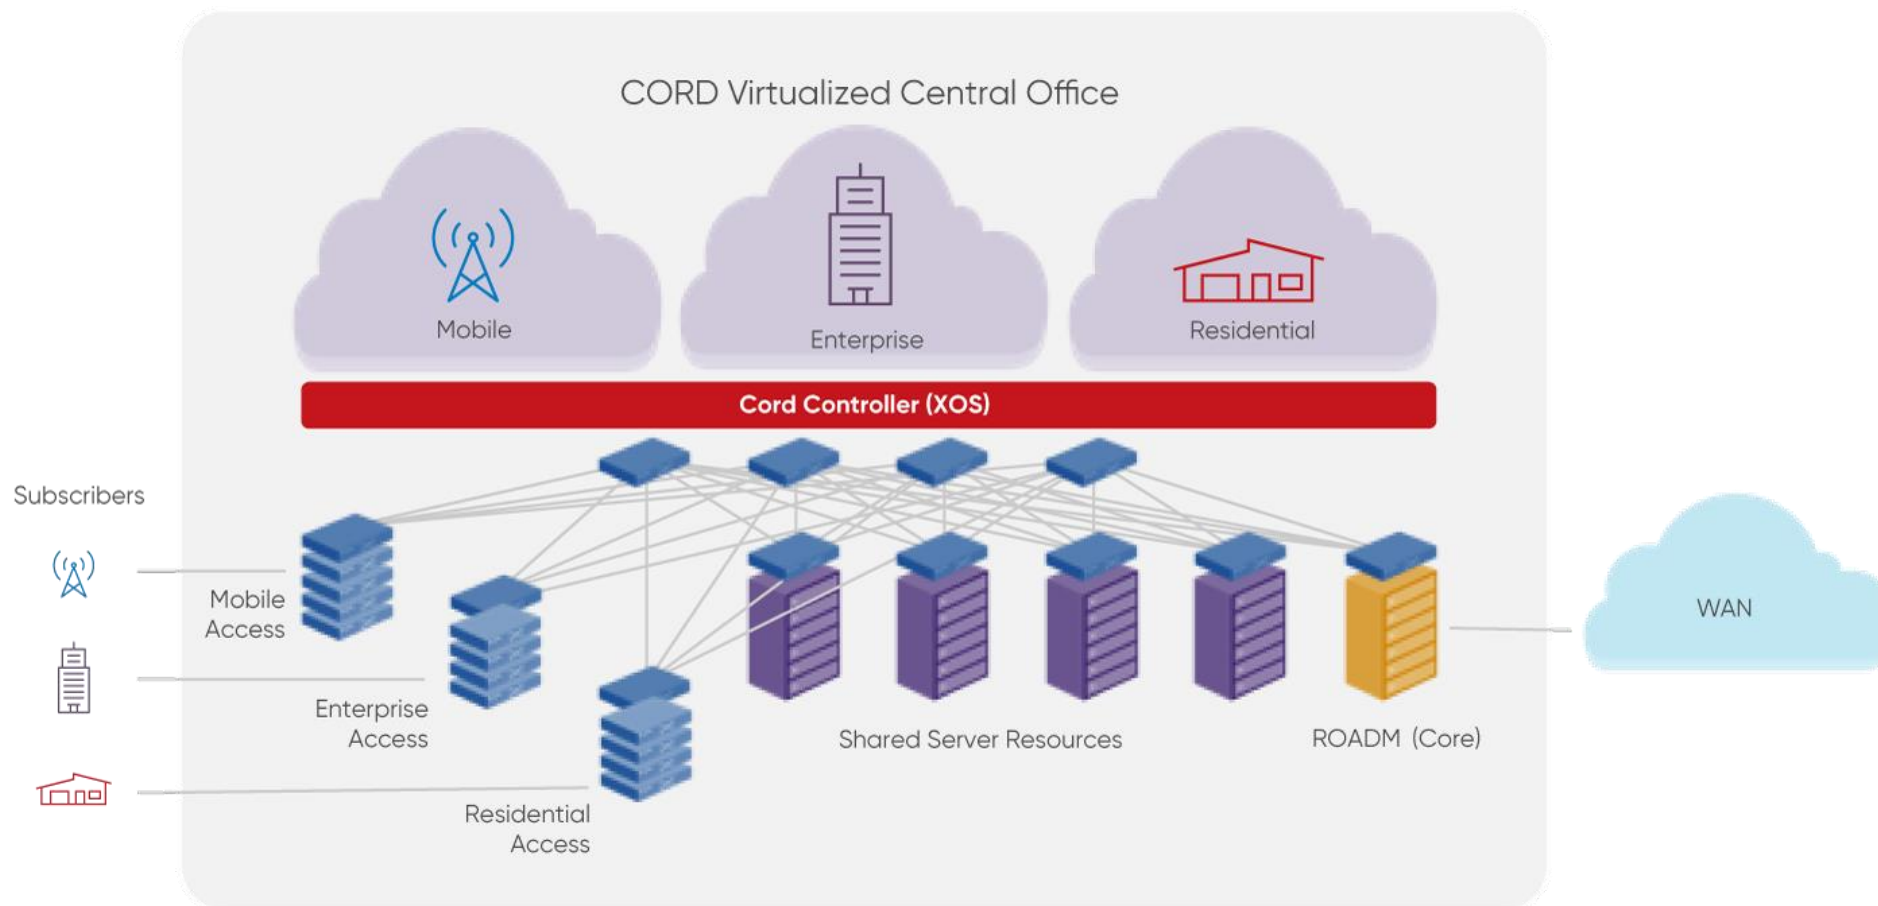 CORD Virtualized Central Office
Mobile
Enterprise
Residential
Cord Controller (XOS)
Subscribers
Mobile
Access
Enterprise
Access
Residential
Access
Shared Server Resources
ROADM (Core)
WAN